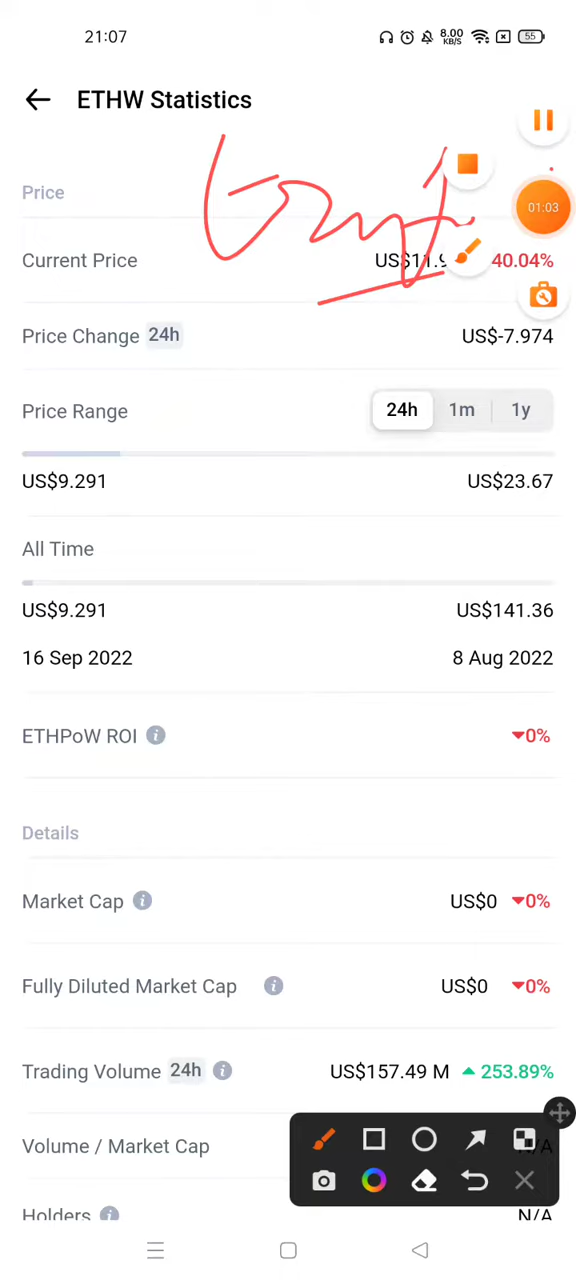 21:07
8.00
KB/S
55
ETHW Statistics
Price
01:03
Current Price
US$11.9
40.04%
Price Change 24h
US$-7.974
Price Range
24h 1m 1y
US$9.291 US$23.67
All Time
US$9.291 US$141.36
16 Sep 2022 8 Aug 2022
ETHPoW ROI i 0%
Details
Market Cap i US$0 0%
Fully Diluted Market Cap i US$0 0%
Trading Volume 24h i US$157.49 M 253.89%
Volume / Market Cap N/A
Holders i N/A